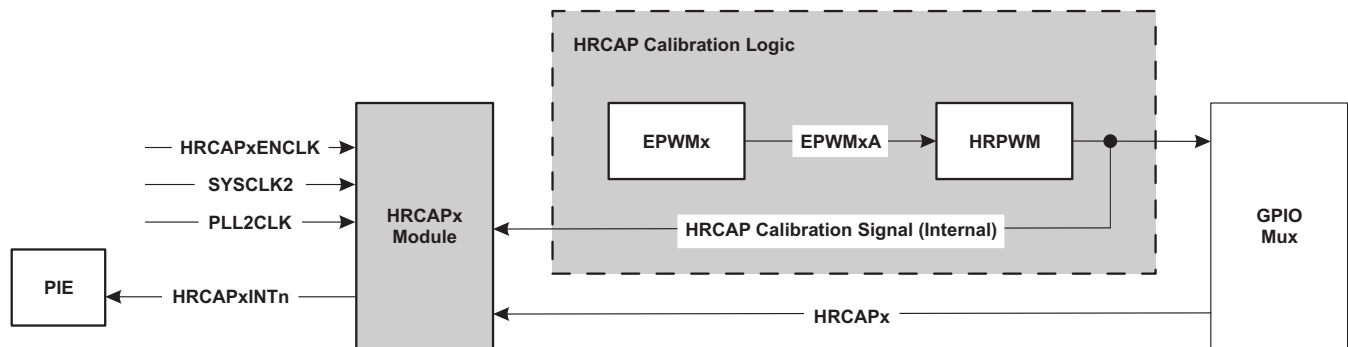 HRCAP Calibration Logic
EPWMx
EPWMxA
HRPWM
HRCAPxENCLK
SYSCLK2
PLL2CLK
HRCAPx
Module
HRCAP Calibration Signal (Internal)
GPIO
Mux
PIE
HRCAPxINTn
HRCAPx